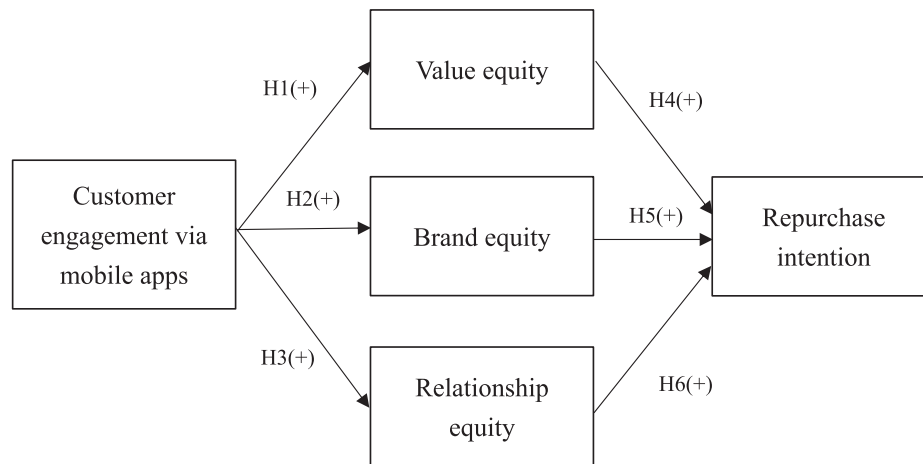 Value equity
H1(+)
H4(+)
Customer
engagement via
mobile apps
H2(+)
Brand equity
H5(+)
Repurchase
intention
H3(+)
Relationship
equity
H6(+)